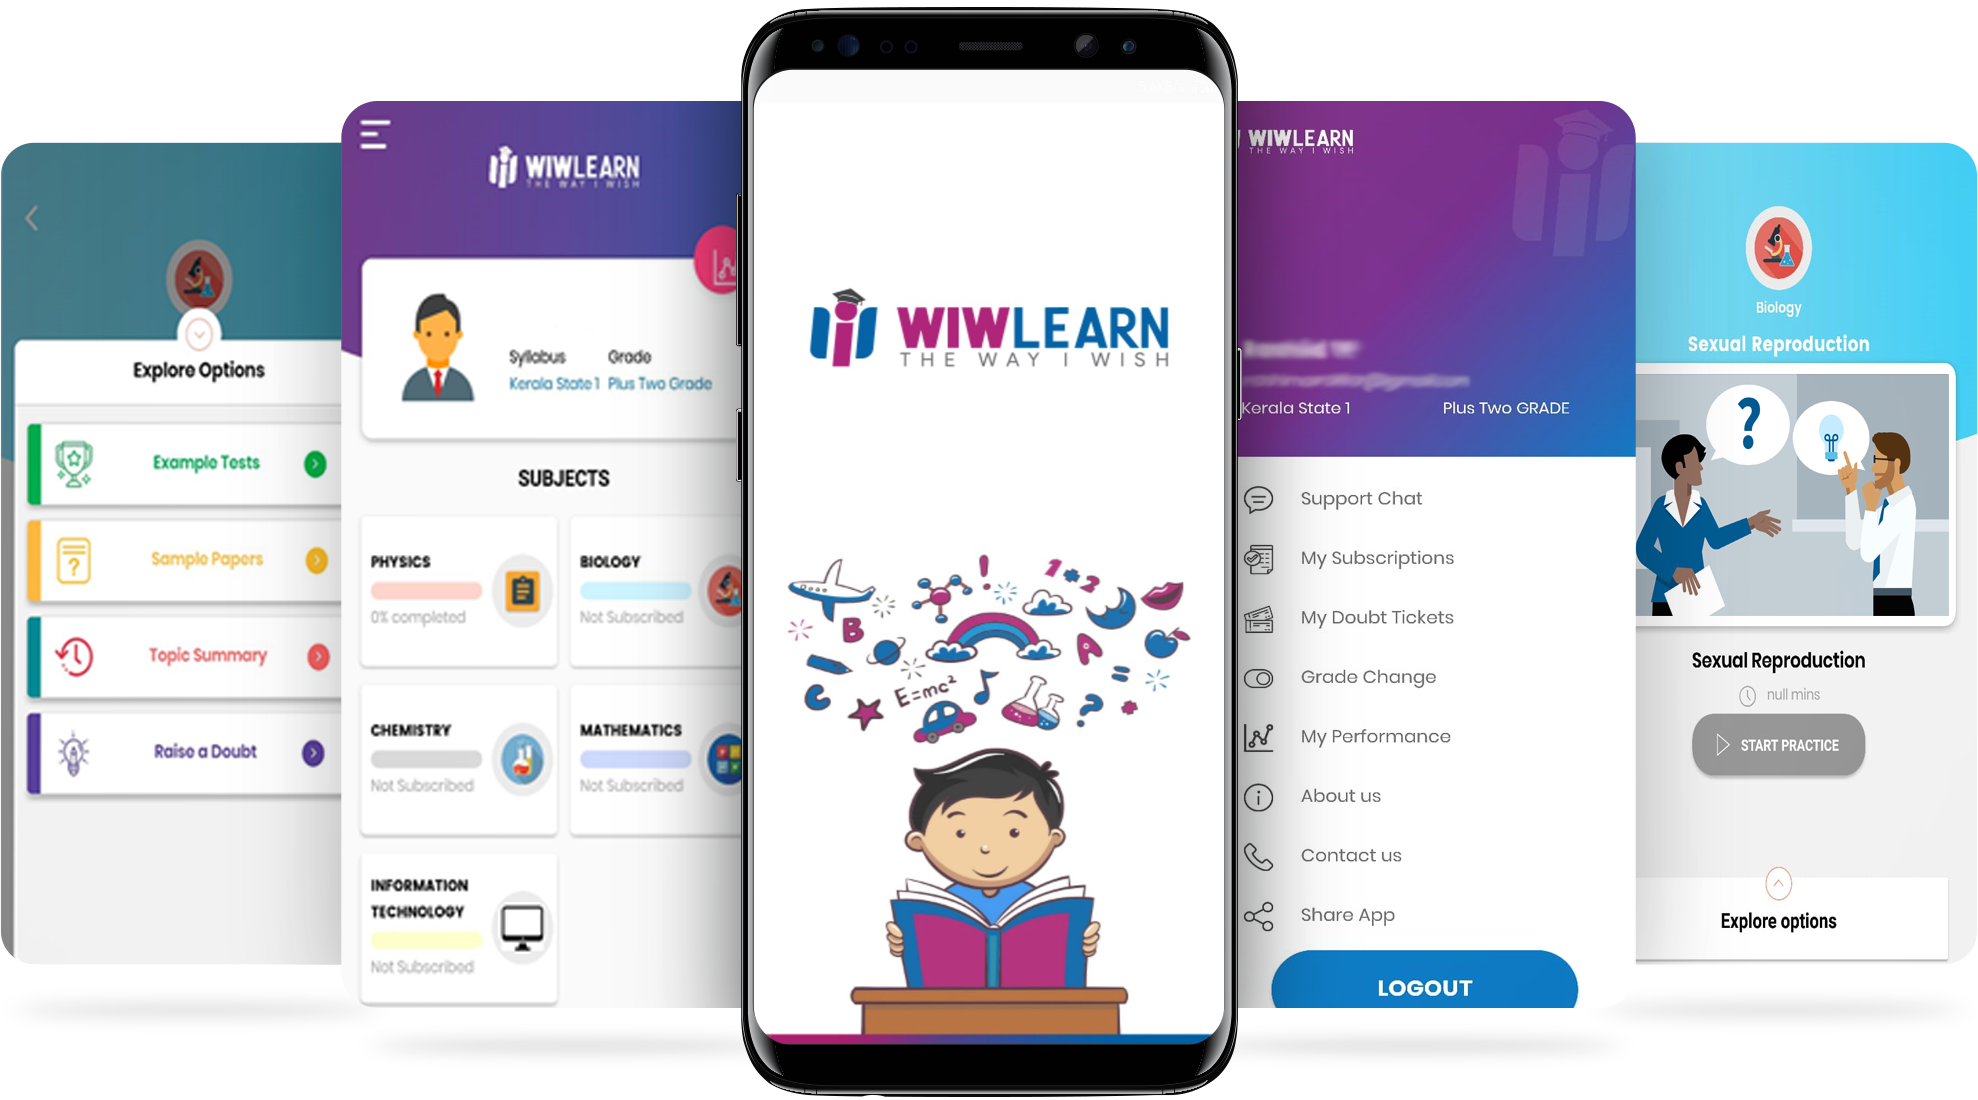 Explore Options
Example Tests
Sample Papers
Topic Summary
Raise a Doubt
WIWLEARN
THE WAY I WISH
Syllabus Grade
Kerala State 1 Plus Two Grade
SUBJECTS
PHYSICS
0% completed
BIOLOGY
Not Subscribed
CHEMISTRY
Not Subscribed
MATHEMATICS
Not Subscribed
INFORMATION
TECHNOLOGY
Not Subscribed
WIWLEARN
THE WAY I WISH
! 1*2
B
A
=
C
E=mc²
?
WIWLEARN
THE WAY I WISH
Kerala State 1 Plus Two GRADE
Support Chat
My Subscriptions
My Doubt Tickets
Grade Change
My Performance
About us
Contact us
Share App
LOGOUT
Biology
Sexual Reproduction
?
Sexual Reproduction
null mins
START PRACTICE
Explore options